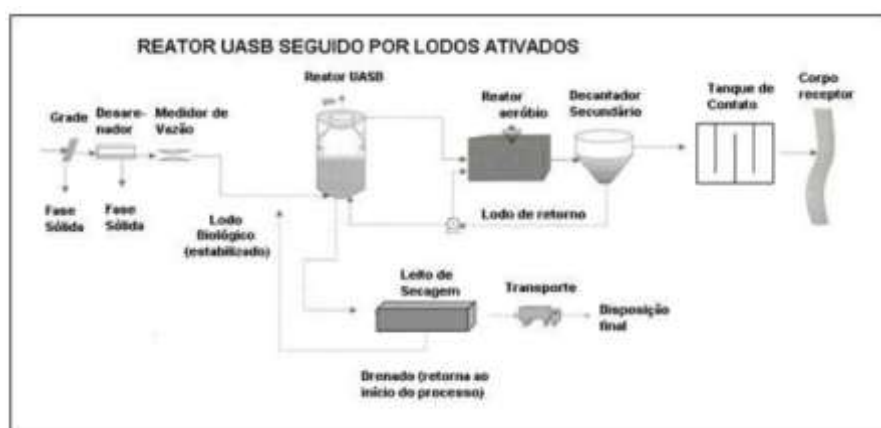 REATOR UASB SEGUIDO POR LODOS ATIVADOS
Reator UASB
Grade
Desare-
nador
Medidor de
Vazão
Reator
aeróbio
Decantador
Secundário
Tanque de
Contato
Corpo
receptor
Fase
Sólida
Fase
Sólida
Lodo
Biológico
(estabilizado)
Lodo de retorno
Leito de
Secagem
Transporte
Disposição
final
Drenado (retorna ao
início do processo)